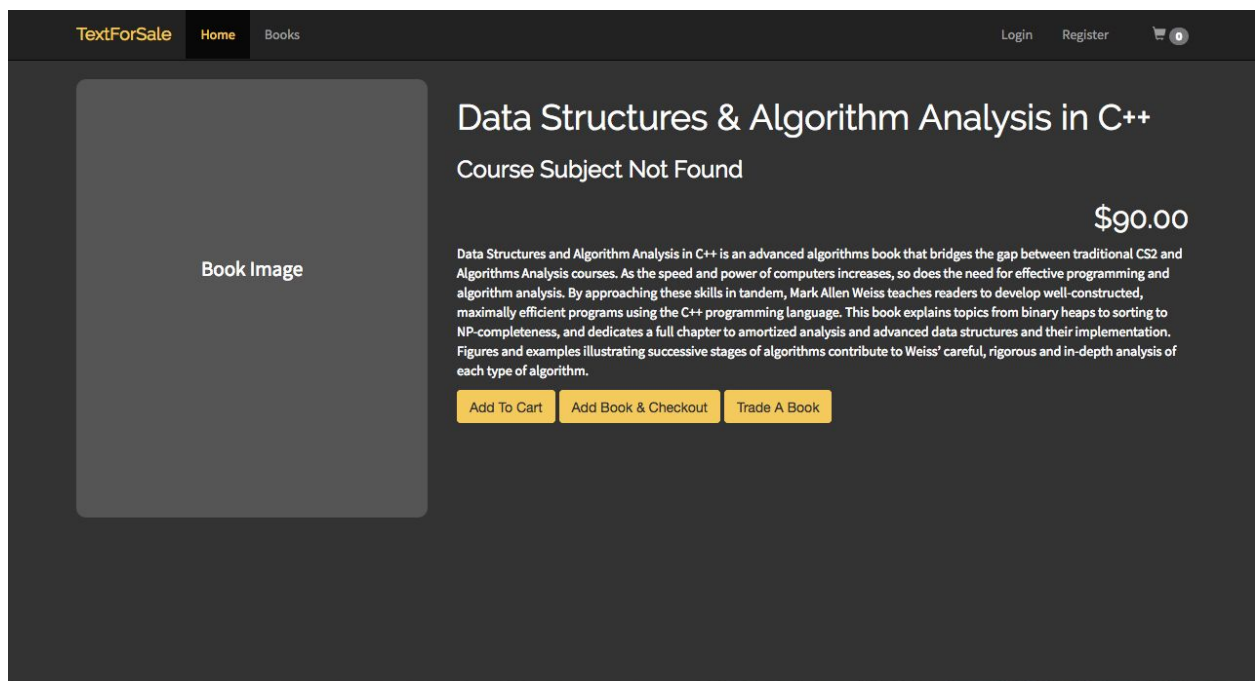 TextForSale Home Books Login Register 0
Data Structures & Algorithm Analysis in C++
Course Subject Not Found
$90.00
Book Image
Data Structures and Algorithm Analysis in C++ is an advanced algorithms book that bridges the gap between traditional CS2 and
Algorithms Analysis courses. As the speed and power of computers increases, so does the need for effective programming and
algorithm analysis. By approaching these skills in tandem, Mark Allen Weiss teaches readers to develop well-constructed,
maximally efficient programs using the C++ programming language. This book explains topics from binary heaps to sorting to
NP-completeness, and dedicates a full chapter to amortized analysis and advanced data structures and their implementation.
Figures and examples illustrating successive stages of algorithms contribute to Weiss’ careful, rigorous and in-depth analysis of
each type of algorithm.
Add To Cart Add Book & Checkout Trade A Book